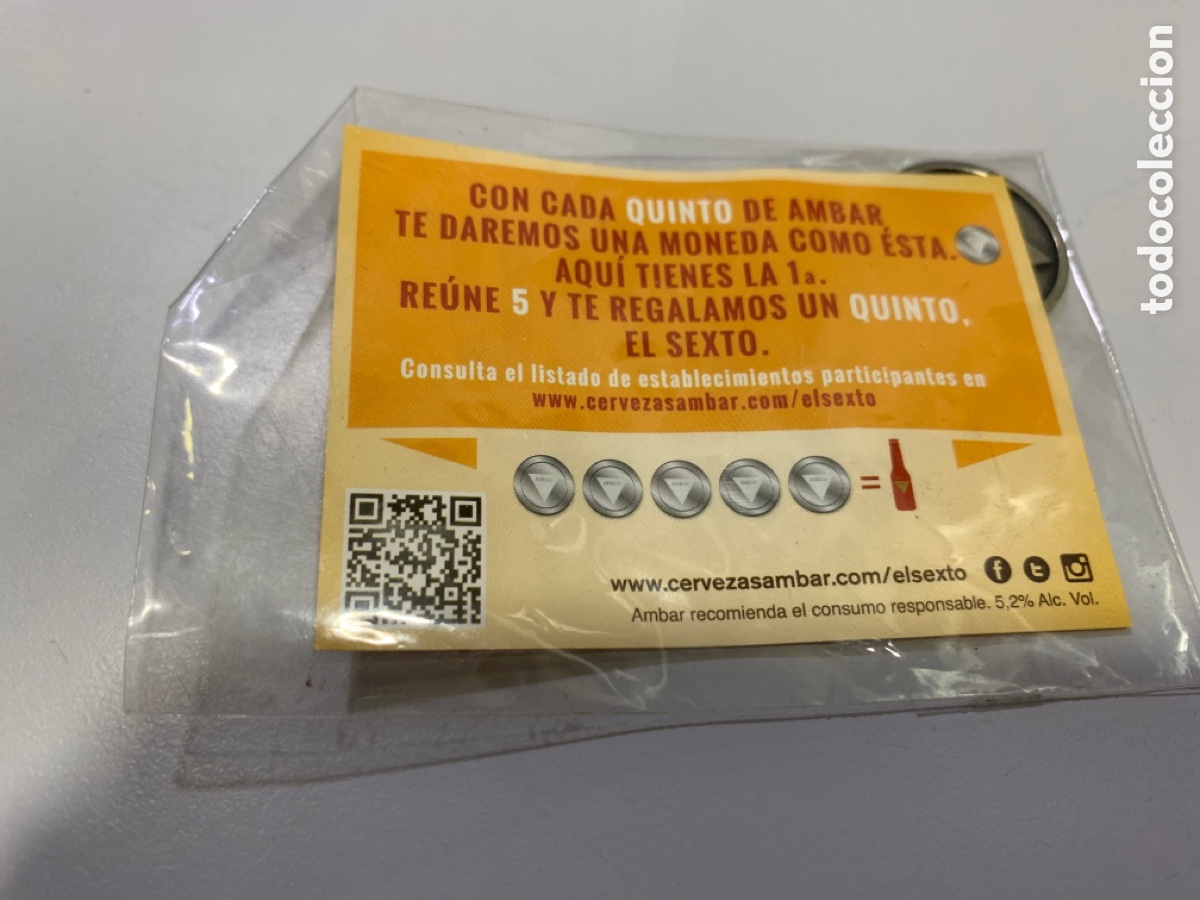 CON CADA QUINTO DE AMBAR
TE DAREMOS UNA MONEDA COMO ÉSTA.
AQUÍ TIENES LA 1a.
REÚNE 5 Y TE REGALAMOS UN QUINTO,
EL SEXTO.
Consulta el listado de establecimientos participantes en
www.cervezasambar.com/elsexto
=
www.cervezasambar.com/elsexto
Ambar recomienda el consumo responsable. 5,2% Alc. Vol.
todocoleccion